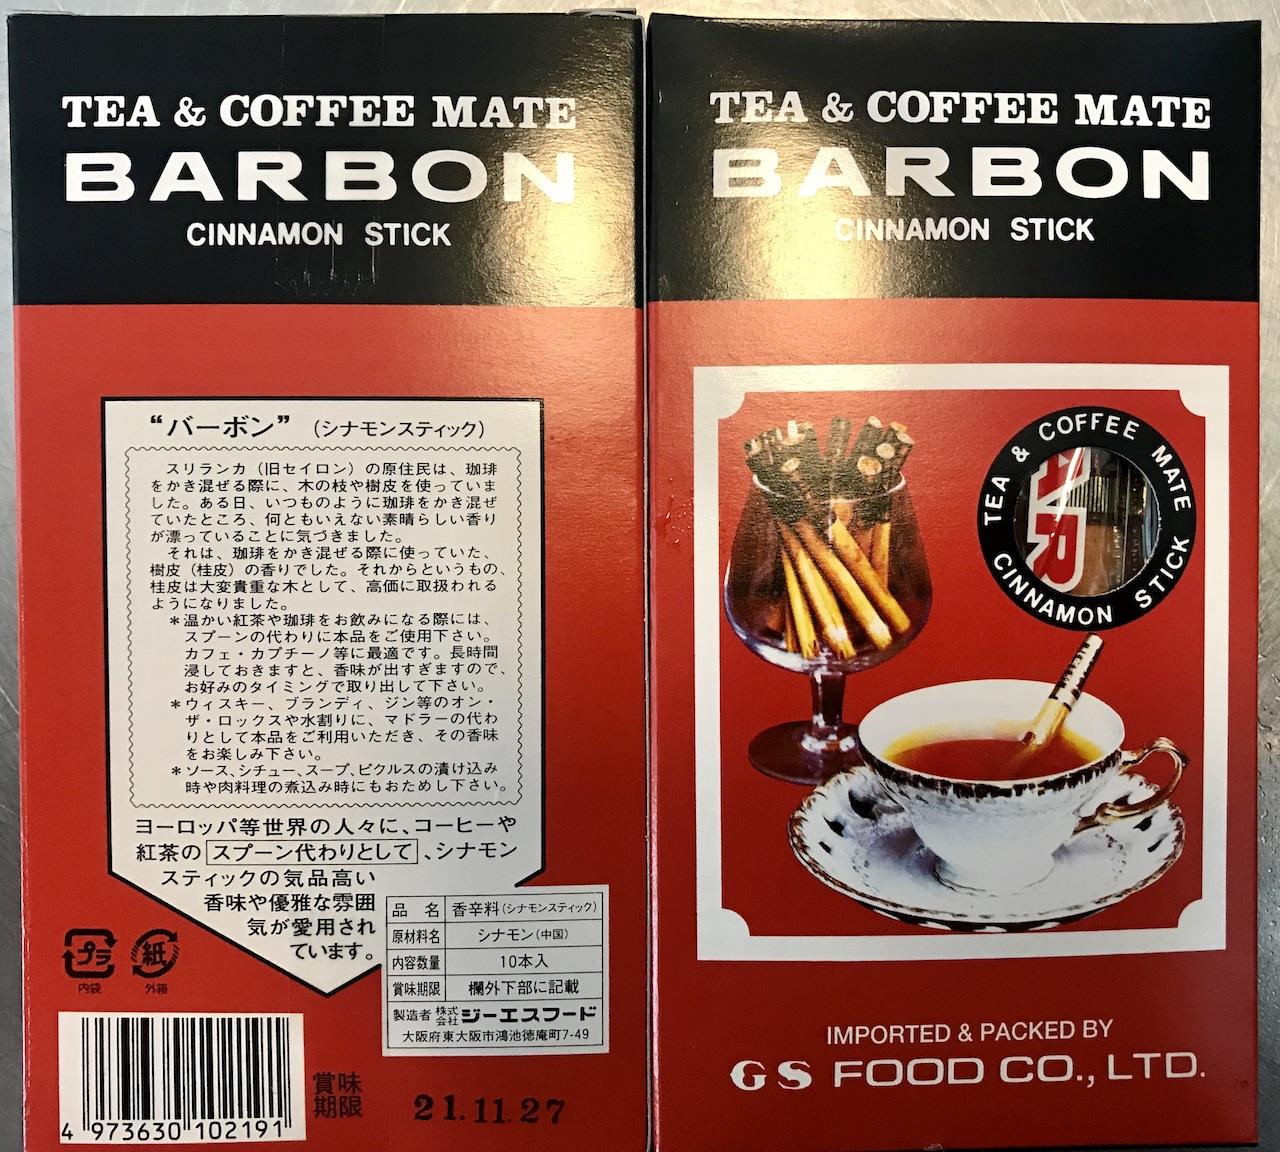 TEA & COFFEE MATE
BARBON
CINNAMON STICK
“バーボン”（シナモンスティック）
スリランカ（旧セイロン）の原住民は、珈琲
をかき混ぜる際に、木の枝や樹皮を使っていま
した。ある日、いつものように珈琲をかき混ぜ
ていたところ、何ともいえない素晴らしい香り
が漂っていることに気づきました。
それは、珈琲をかき混ぜる際に使っていた、
樹皮（桂皮）の香りでした。それからというもの、
桂皮は大変貴重な木として、高価に取扱われる
ようになりました。
＊温かい紅茶や珈琲をお飲みになる際には、
スプーンの代わりに本品をご使用下さい。
カフェ・カプチーノ等に最適です。長時間
浸しておきますと、香味が出すぎますので、
お好みのタイミングで取り出して下さい。
＊ウィスキー、ブランディ、ジン等のオン・
ザ・ロックスや水割りに、マドラーの代わ
りとして本品をご利用いただき、その香味
をお楽しみ下さい。
＊ソース、シチュー、スープ、ピクルスの漬け込み
時や肉料理の煮込み時にもおためし下さい。
ヨーロッパ等世界の人々に、コーヒーや
紅茶の スプーン代わりとして 、シナモン
スティックの気品高い
香味や優雅な雰囲
気が愛用され
ています。
プラ
内袋
紙
外箱
品 名 香辛料（シナモンスティック）
原材料名 シナモン（中国）
内容数量 10本入
賞味期限 欄外下部に記載
製造者 株式会社 ジーエスフード
大阪府東大阪市鴻池徳庵町7-49
4 973630 102191
賞味
期限
21.11.27
TEA & COFFEE MATE
BARBON
CINNAMON STICK
TEA & COFFEE MATE
CINNAMON STICK
IMPORTED & PACKED BY
GS FOOD CO., LTD.